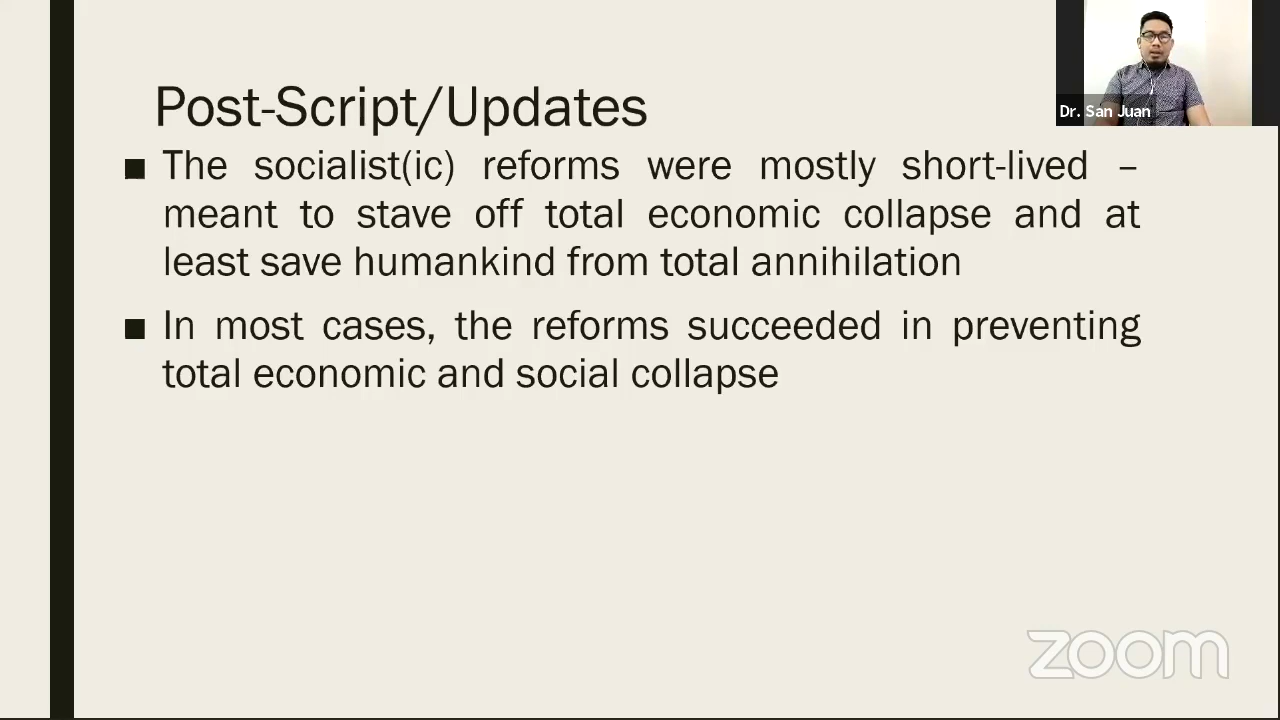 Post-Script/Updates
■ The socialist(ic) reforms were mostly short-lived –
meant to stave off total economic collapse and at
least save humankind from total annihilation
■ In most cases, the reforms succeeded in preventing
total economic and social collapse
Dr. San Juan
zoom